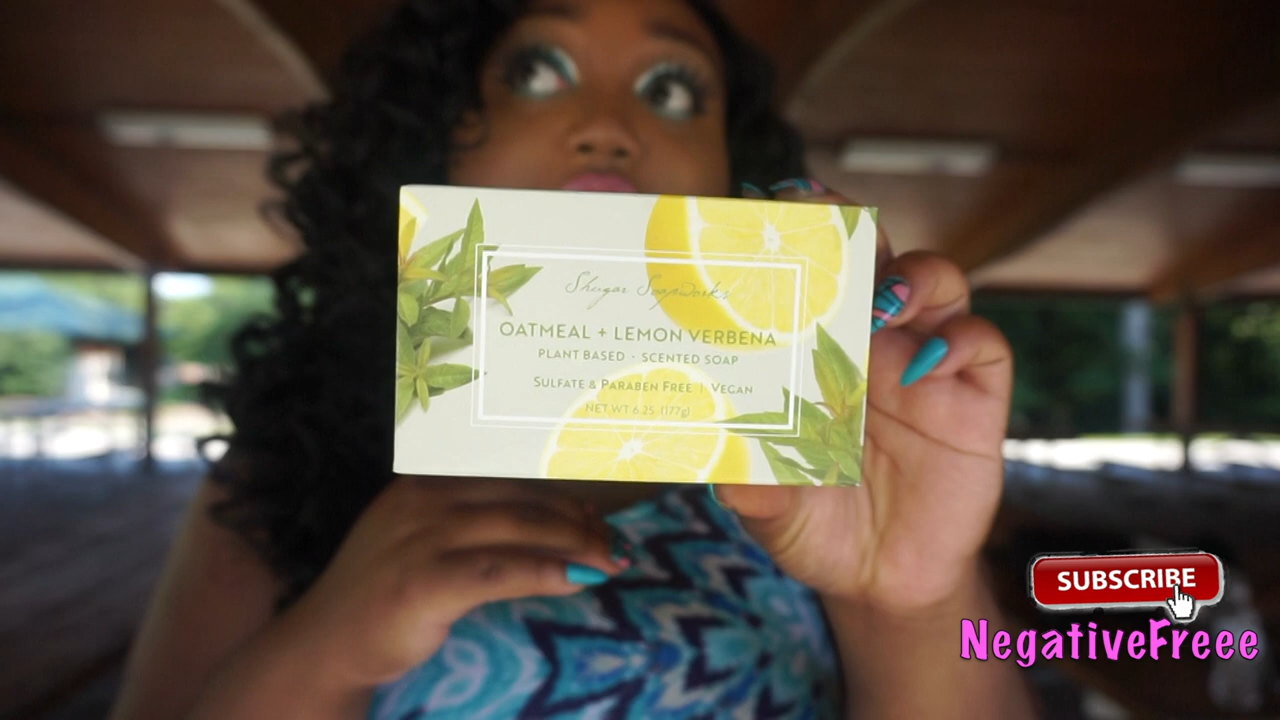 Shugar Soapworks
OATMEAL + LEMON VERBENA
PLANT BASED · SCENTED SOAP
SULFATE & PARABEN FREE | VEGAN
NET WT 6.25 (177g)
SUBSCRIBE
NegativeFreee